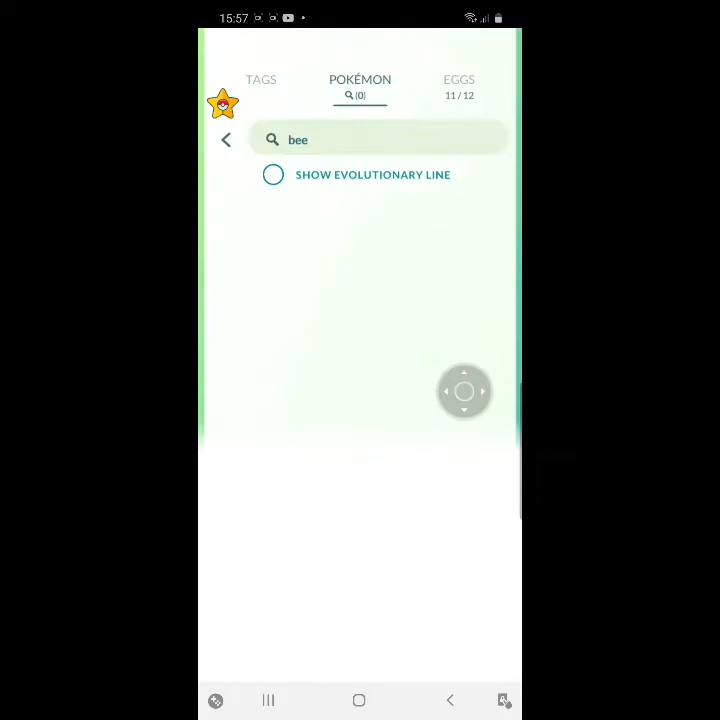 15:57
TAGS POKÉMON EGGS
(0) 11 / 12
bee
SHOW EVOLUTIONARY LINE